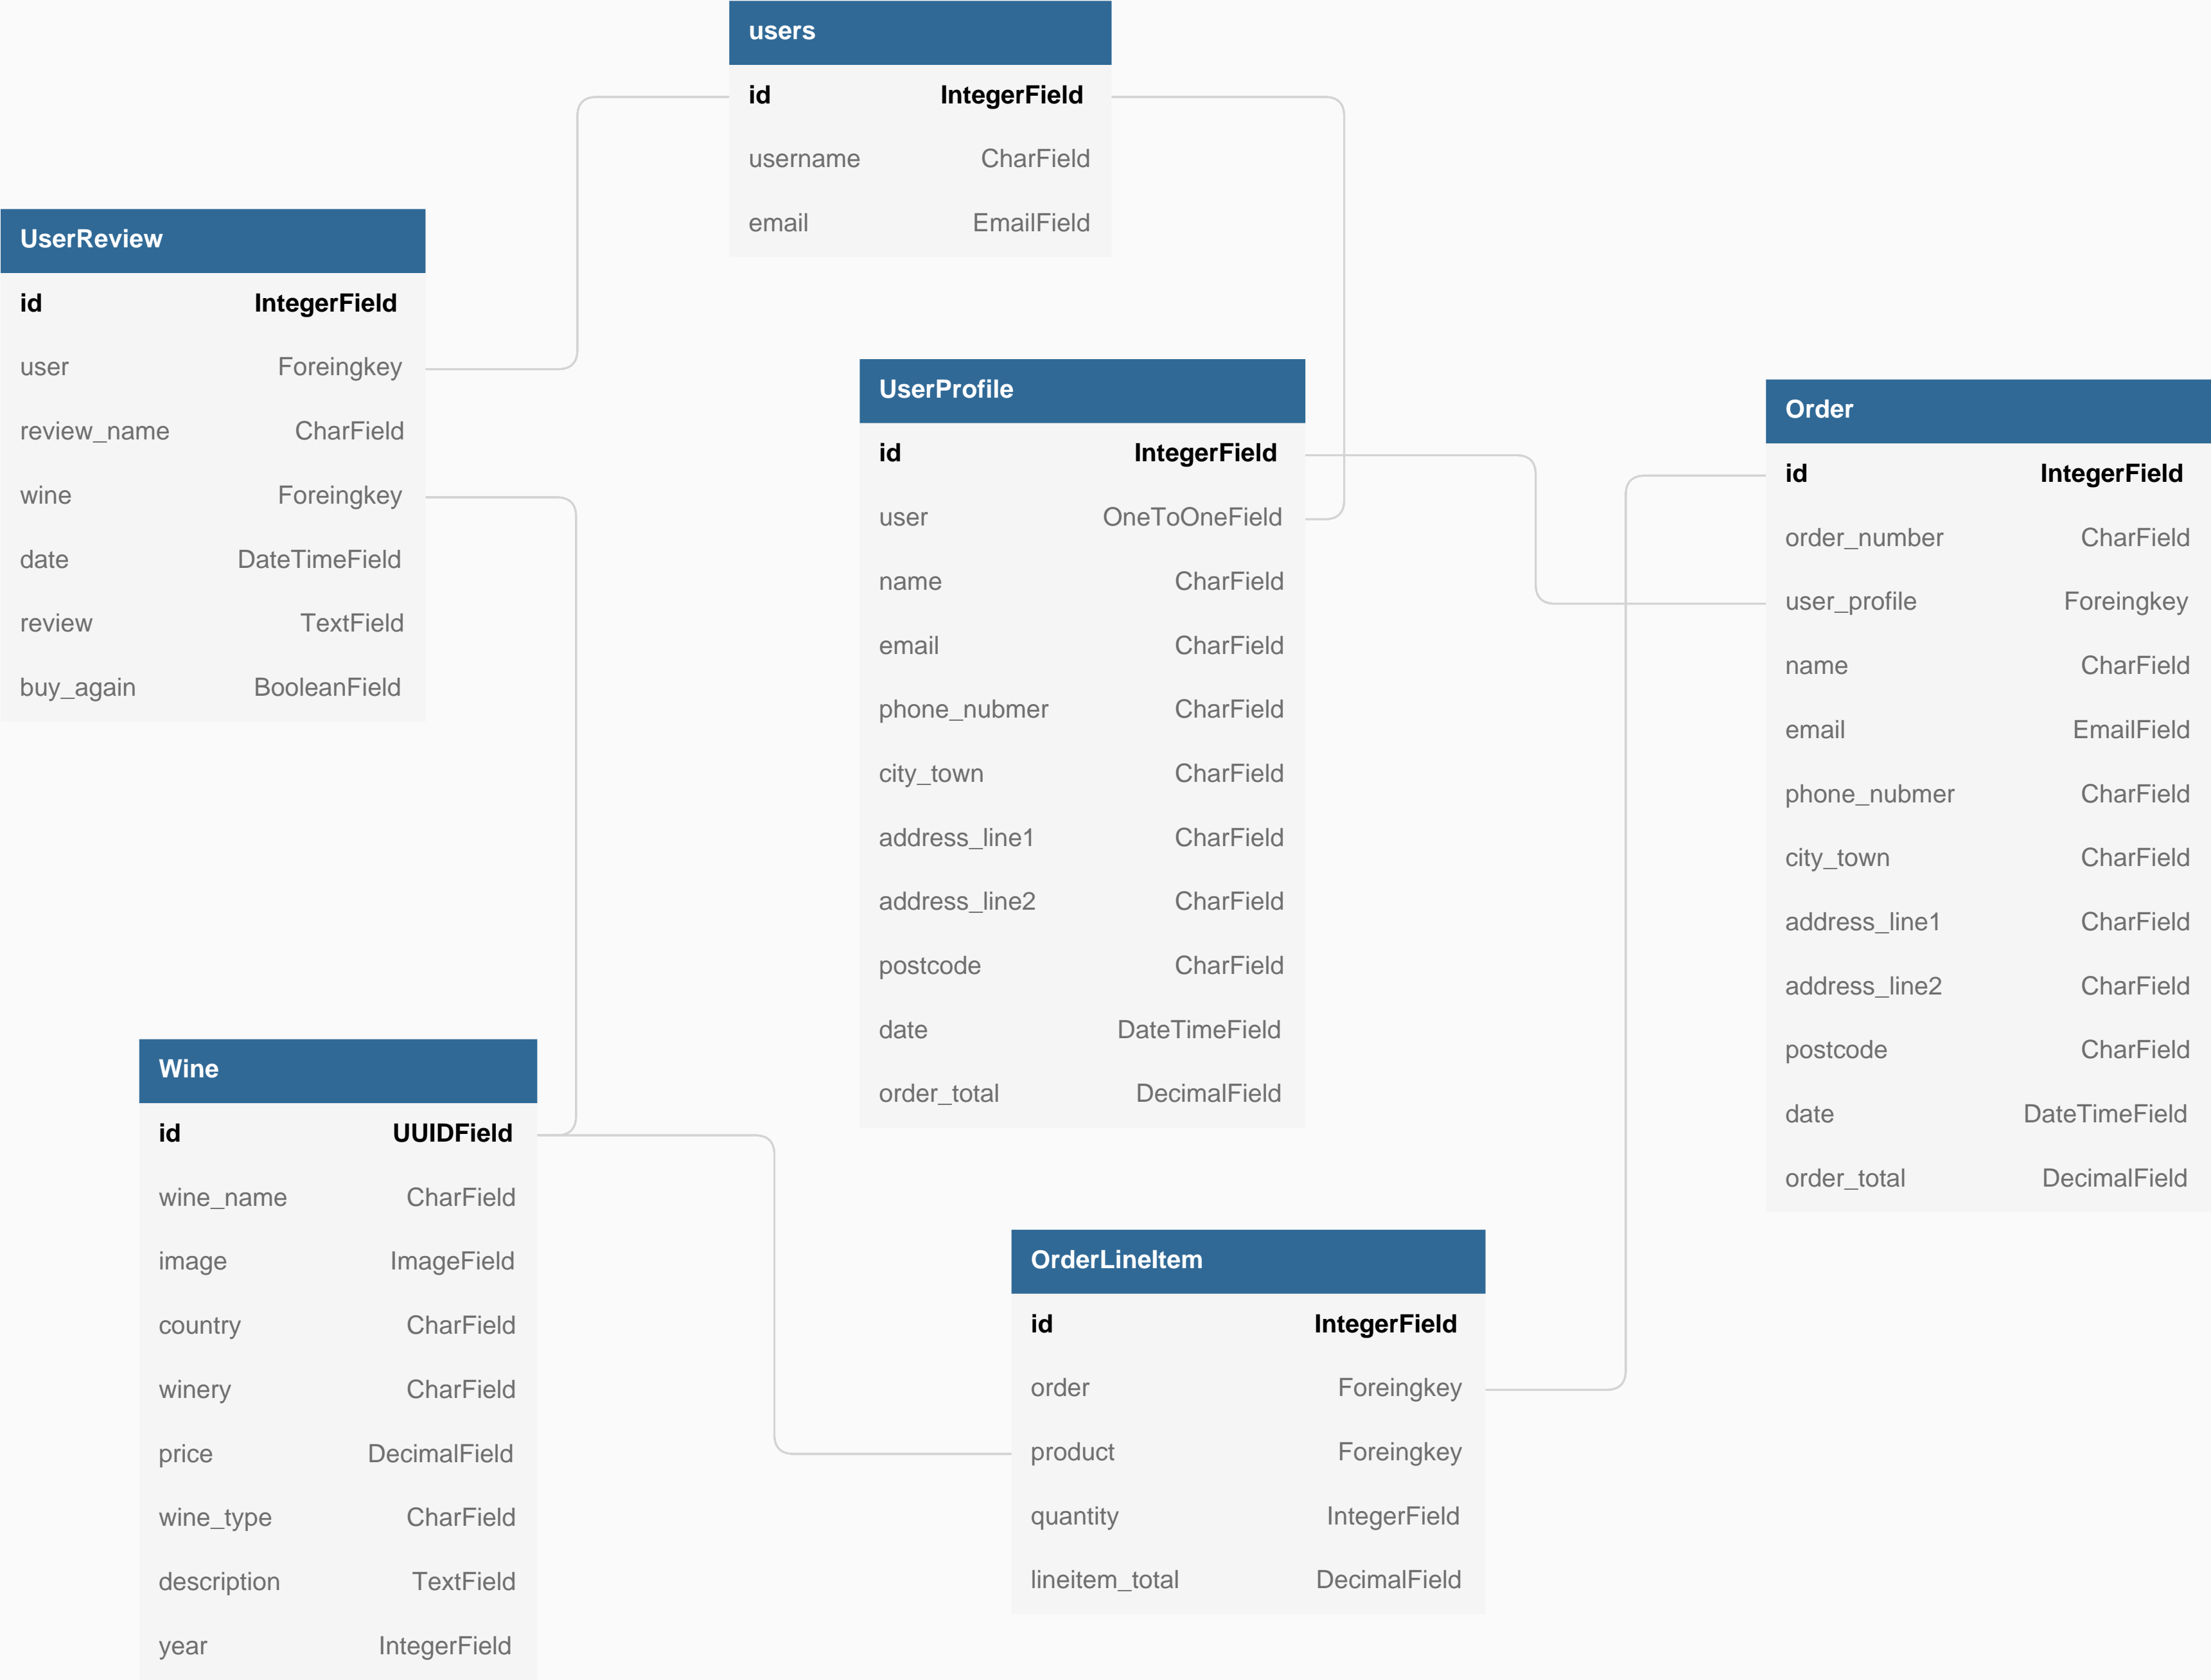 users
id IntegerField
username CharField
email EmailField
UserReview
id IntegerField
user Foreingkey
review_name CharField
wine Foreingkey
date DateTimeField
review TextField
buy_again BooleanField
UserProfile
id IntegerField
user OneToOneField
name CharField
email CharField
phone_nubmer CharField
city_town CharField
address_line1 CharField
address_line2 CharField
postcode CharField
date DateTimeField
order_total DecimalField
Order
id IntegerField
order_number CharField
user_profile Foreingkey
name CharField
email EmailField
phone_nubmer CharField
city_town CharField
address_line1 CharField
address_line2 CharField
postcode CharField
date DateTimeField
order_total DecimalField
Wine
id UUIDField
wine_name CharField
image ImageField
country CharField
winery CharField
price DecimalField
wine_type CharField
description TextField
year IntegerField
OrderLineItem
id IntegerField
order Foreingkey
product Foreingkey
quantity IntegerField
lineitem_total DecimalField